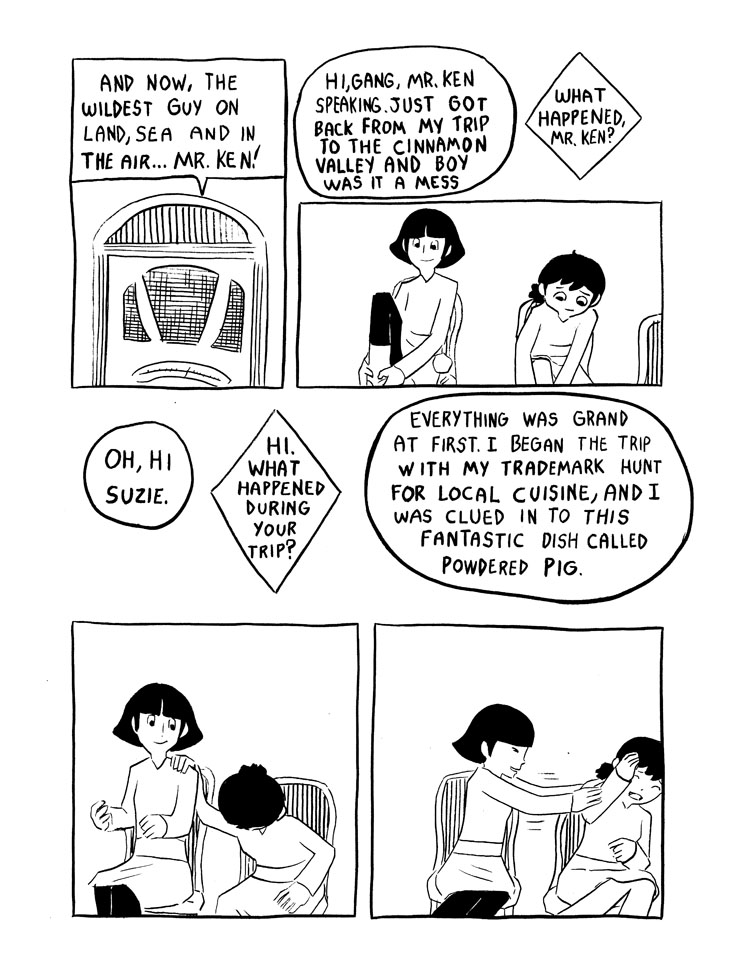 AND NOW, THE
WILDEST GUY ON
LAND, SEA AND IN
THE AIR... MR. KEN!
HI, GANG, MR. KEN
SPEAKING. JUST GOT
BACK FROM MY TRIP
TO THE CINNAMON
VALLEY AND BOY
WAS IT A MESS
WHAT
HAPPENED,
MR. KEN?
OH, HI
SUZIE.
HI.
WHAT
HAPPENED
DURING
YOUR
TRIP?
EVERYTHING WAS GRAND
AT FIRST. I BEGAN THE TRIP
WITH MY TRADEMARK HUNT
FOR LOCAL CUISINE, AND I
WAS CLUED IN TO THIS
FANTASTIC DISH CALLED
POWDERED PIG.